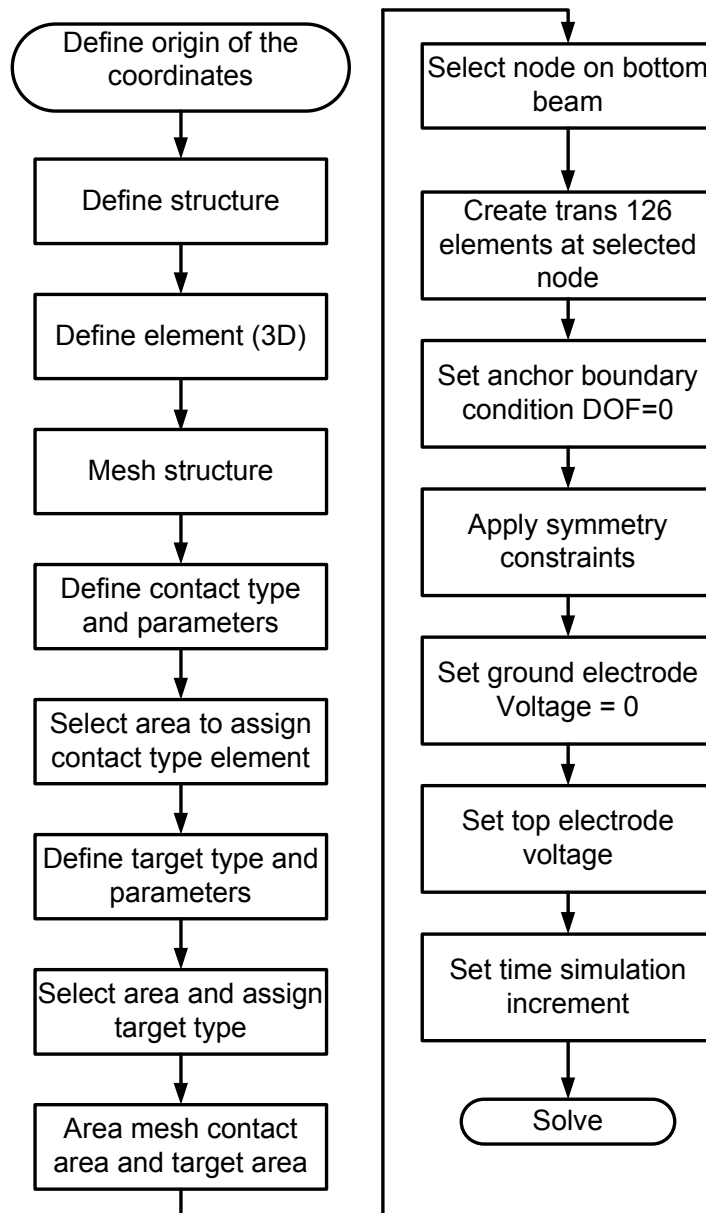 Define origin of the
coordinates
Define structure
Define element (3D)
Mesh structure
Define contact type
and parameters
Select area to assign
contact type element
Define target type and
parameters
Select area and assign
target type
Area mesh contact
area and target area
Select node on bottom
beam
Create trans 126
elements at selected
node
Set anchor boundary
condition DOF=0
Apply symmetry
constraints
Set ground electrode
Voltage = 0
Set top electrode
voltage
Set time simulation
increment
Solve